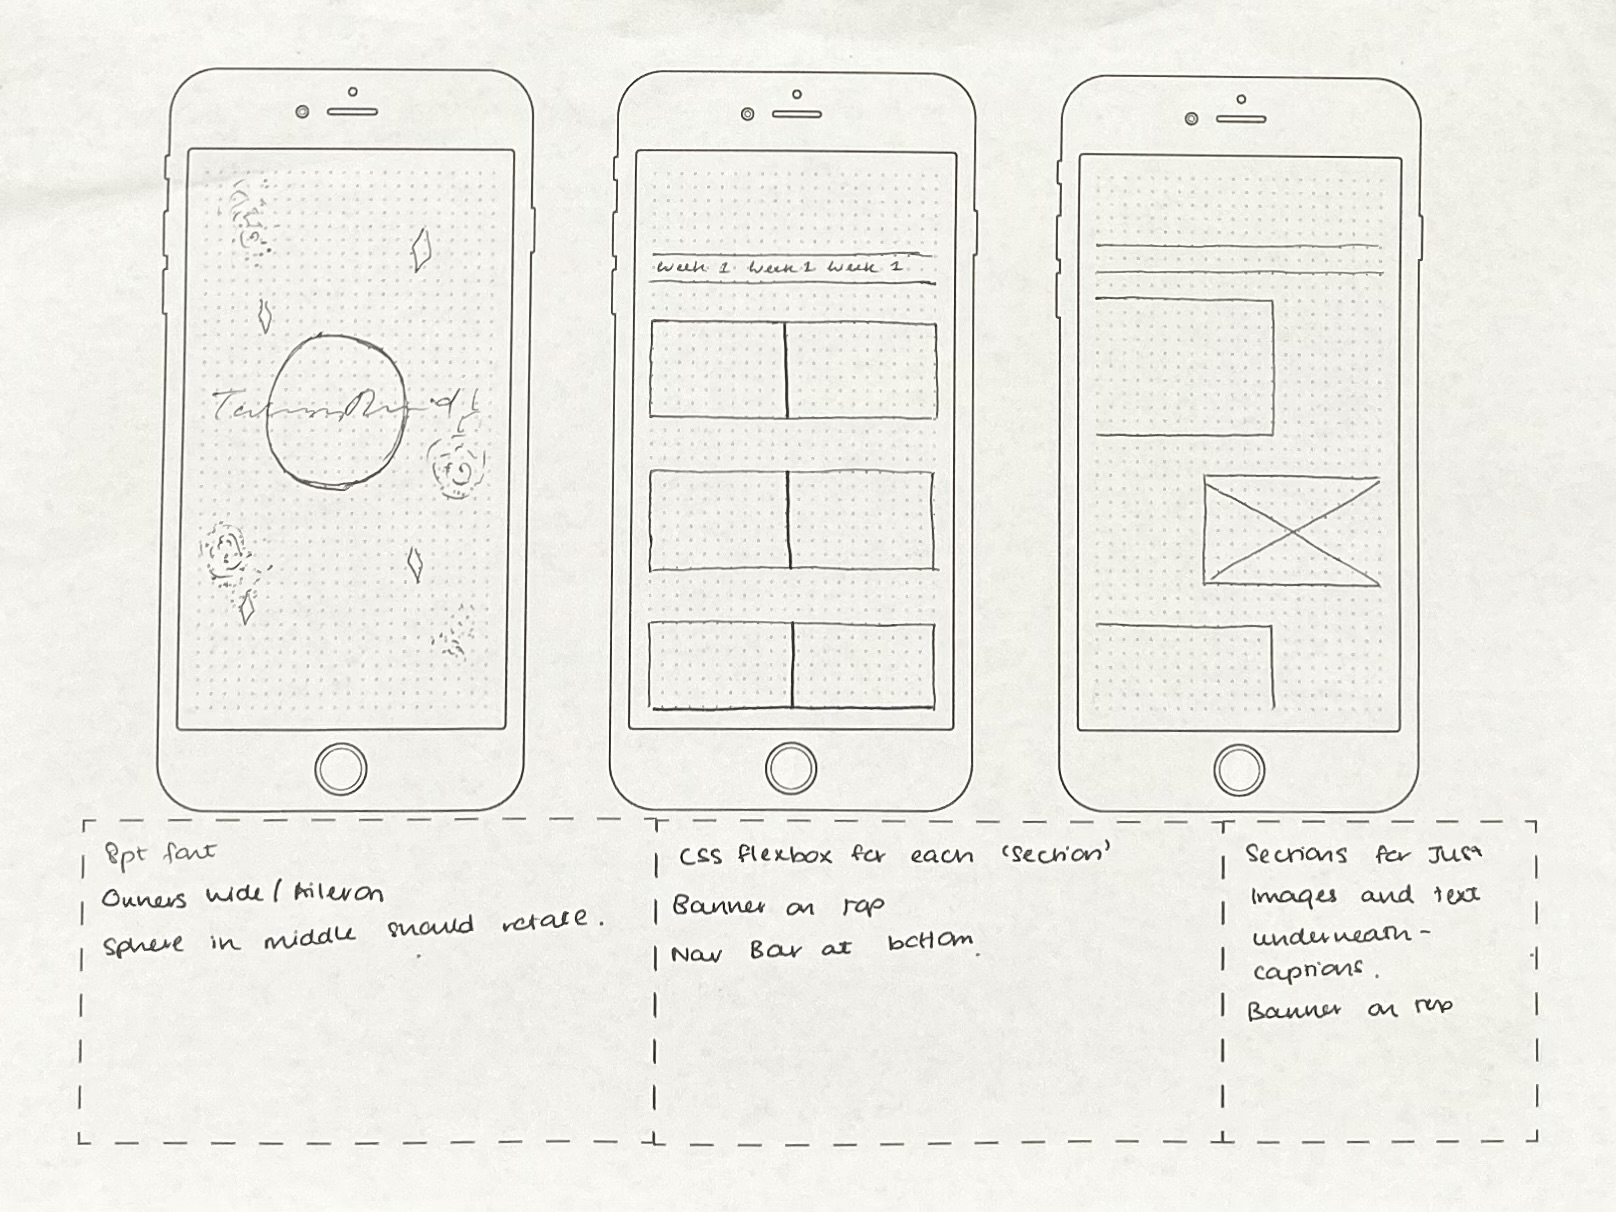 week 1 week 1 week 1
8pt font
Owners wide / Aileron
Sphere in middle should rotate.
CSS flexbox for each 'section'
Banner on top
Nav Bar at bottom.
Sections for Just
Images and text
underneath -
captions.
Banner on top